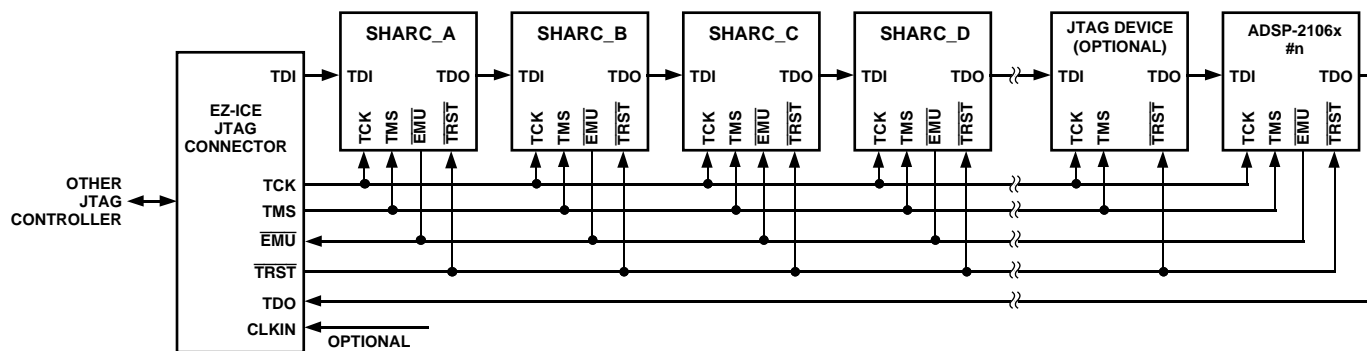 SHARC_A
SHARC_B
SHARC_C
SHARC_D
JTAG DEVICE
(OPTIONAL)
ADSP-2106x
#n
TDI
TDI
TDO
TDI
TDO
TDI
TDO
TDI
TDO
TDI
TDO
TDI
TDO
EZ-ICE
JTAG
CONNECTOR
TCK
TMS
EMU
TRST
TCK
TMS
EMU
TRST
TCK
TMS
EMU
TRST
TCK
TMS
EMU
TRST
TCK
TMS
TRST
TCK
TMS
EMU
TRST
OTHER
JTAG
CONTROLLER
TCK
TMS
EMU
TRST
TDO
CLKIN
OPTIONAL